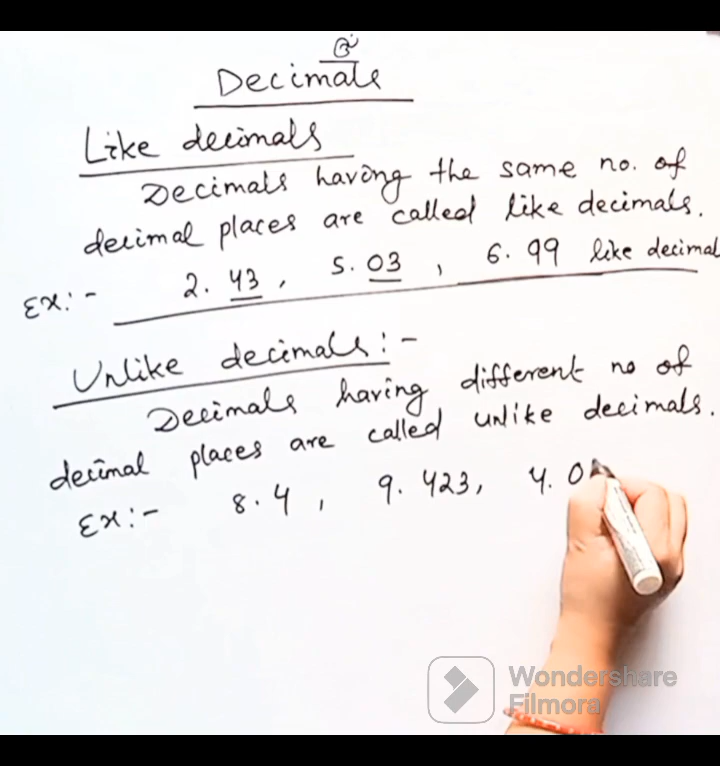 Decimals
Like decimals
Decimals having the same no. of
decimal places are called like decimals.
Ex:- 2.43, 5.03, 6.99 like decimal
Unlike decimals:-
Decimals having different no of
decimal places are called unlike decimals.
Ex:- 8.4, 9.423, 4.0
Wondershare
Filmora